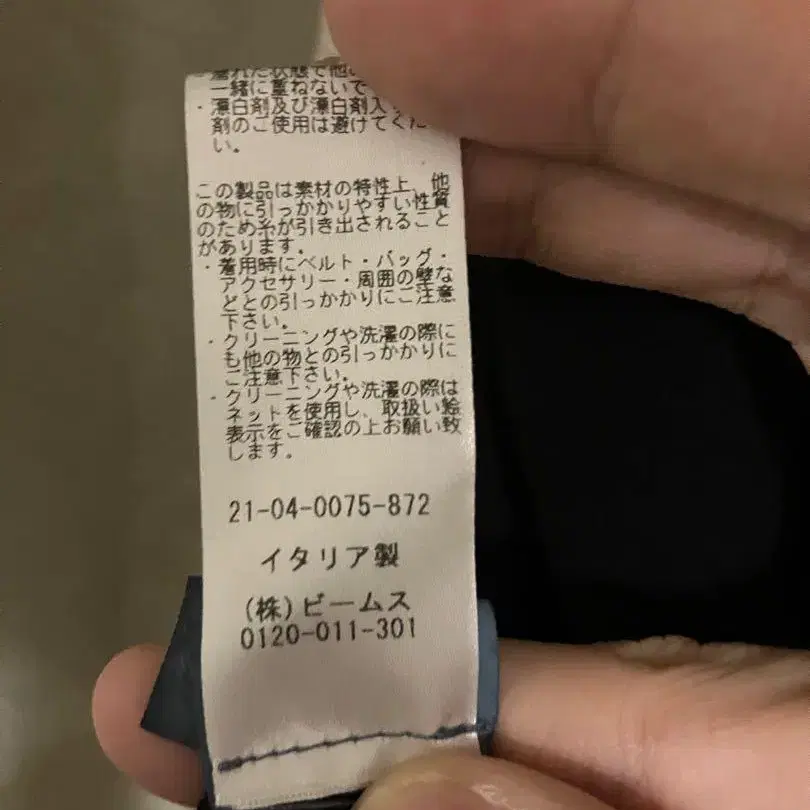 濡れた状態で他の
一緒に重ねないで
・漂白剤及び漂白剤入
剤のご使用は避けてくだ
い。
この製品は素材の特性上、他
の物に引っかかりやすい性質
のため糸が引き出されること
があります。
・着用時にベルト・バッグ・
アクセサリー・周囲の壁な
どとの引っかかりにご注意
下さい。
・クリーニングや洗濯の際に
も他の物との引っかかりに
ご注意下さい。
・クリーニングや洗濯の際は
ネットを使用し、取扱い絵
表示をご確認の上お願い致
します。
21-04-0075-872
イタリア製
(株)ビームス
0120-011-301